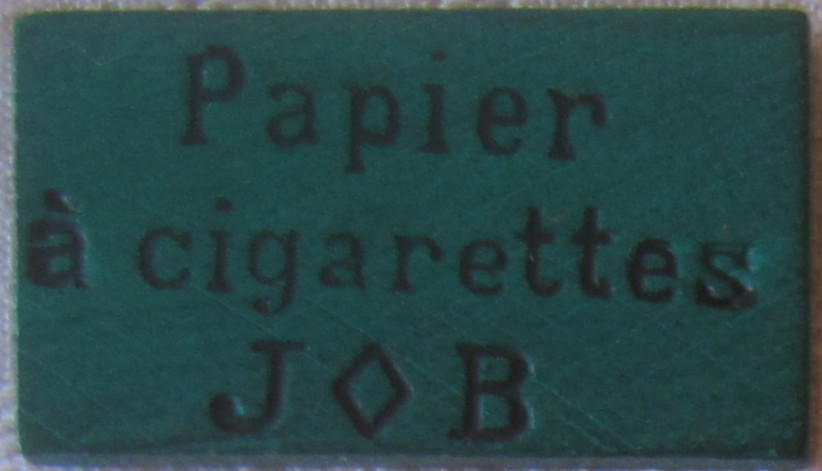 Papier
à cigarettes
J◊B